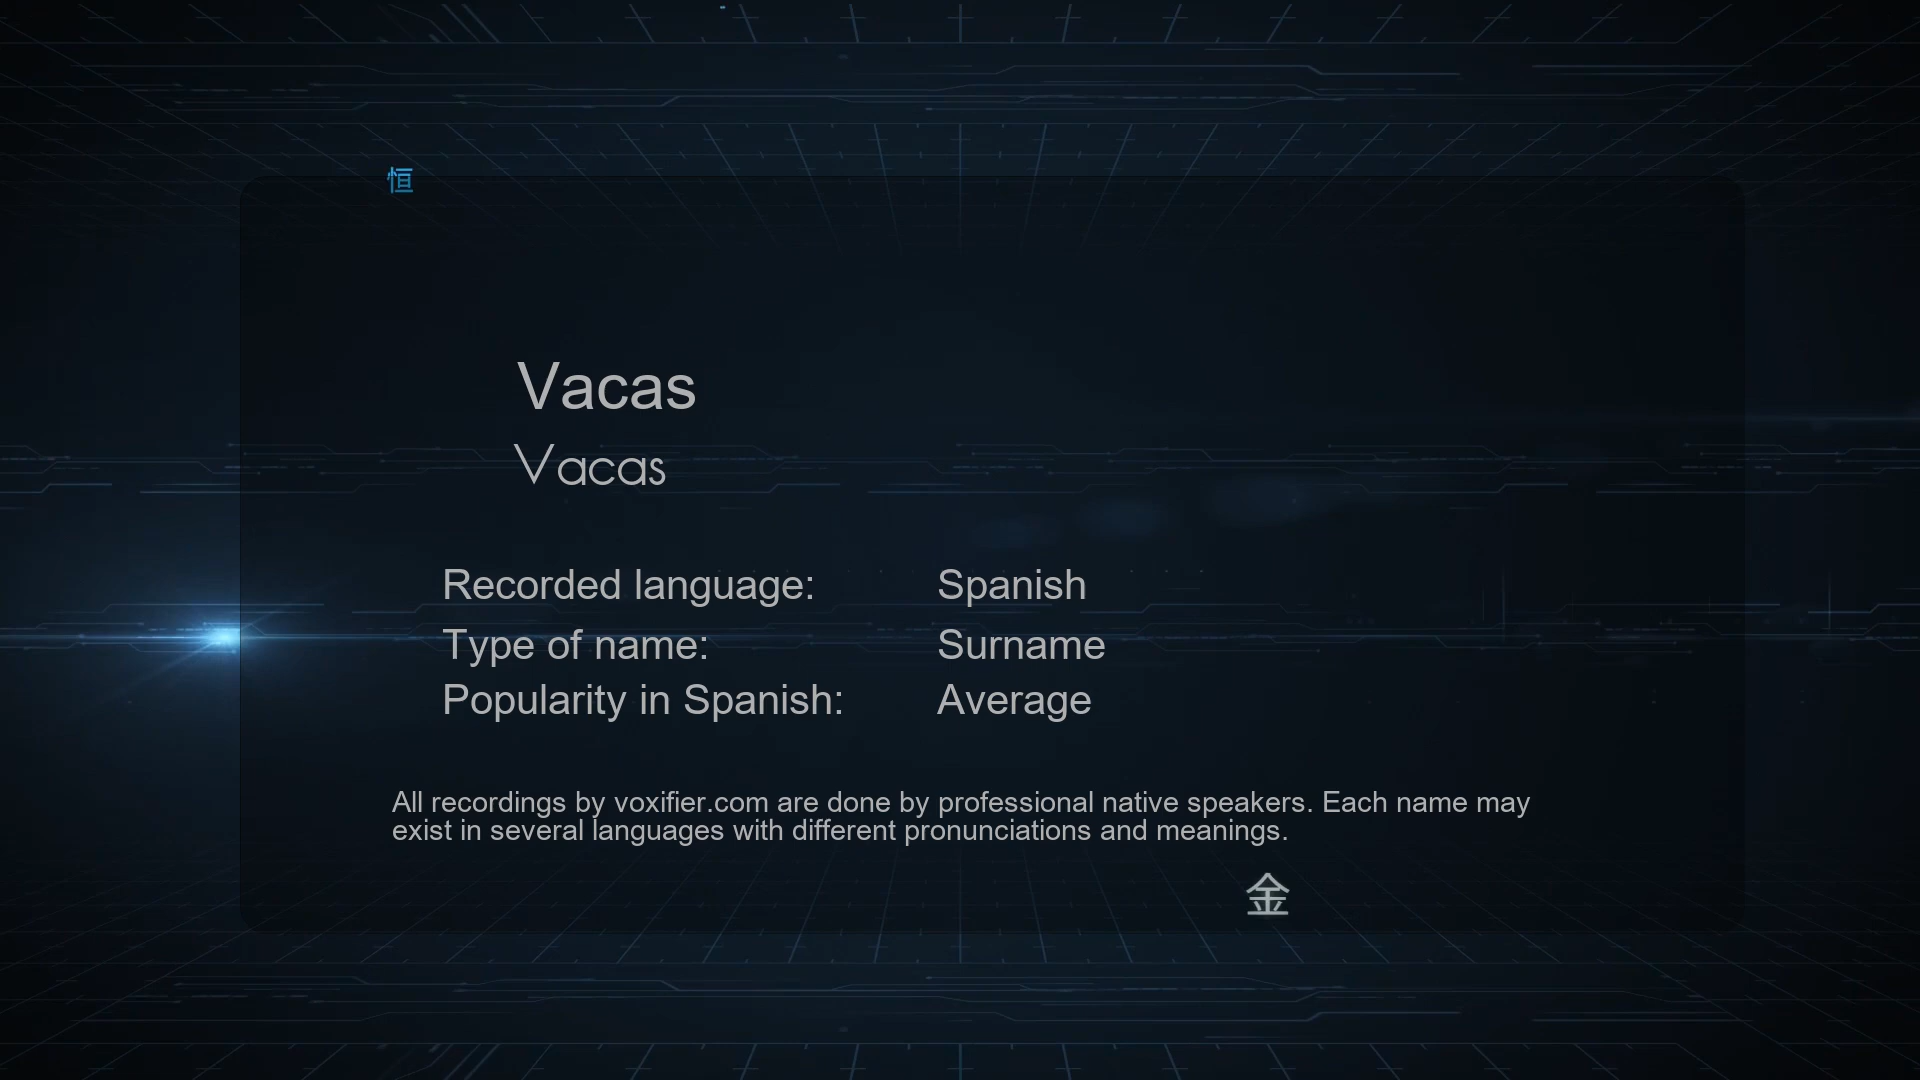 恒
Vacas
Vacas
Recorded language: Spanish
Type of name: Surname
Popularity in Spanish: Average
All recordings by voxifier.com are done by professional native speakers. Each name may
exist in several languages with different pronunciations and meanings.
金